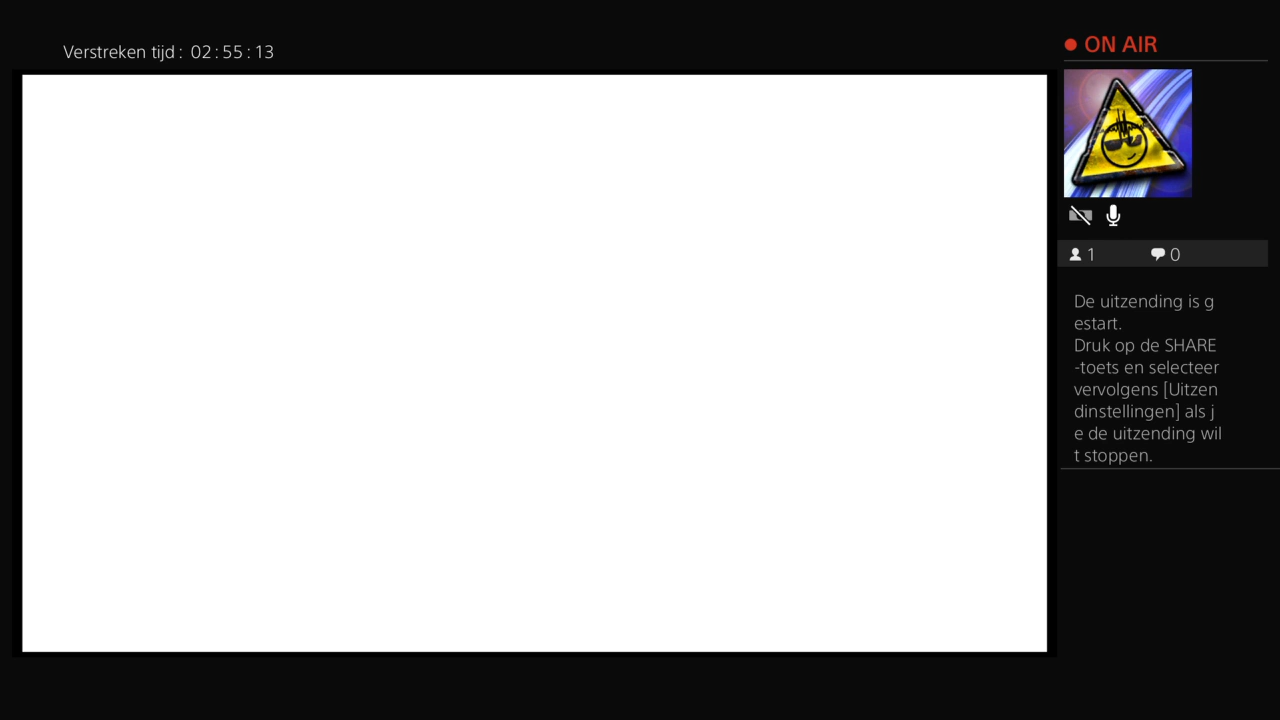 Verstreken tijd : 02 : 55 : 13
ON AIR
1 0
De uitzending is g
estart.
Druk op de SHARE
-toets en selecteer
vervolgens [Uitzen
dinstellingen] als j
e de uitzending wil
t stoppen.